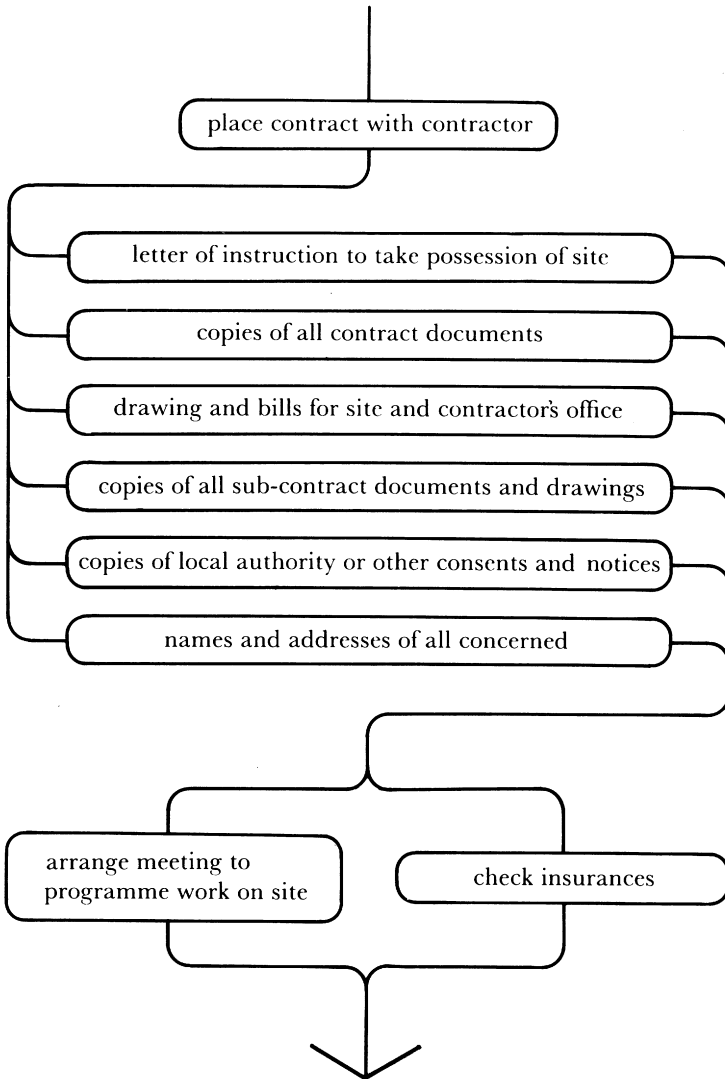 place contract with contractor
letter of instruction to take possession of site
copies of all contract documents
drawing and bills for site and contractor's office
copies of all sub-contract documents and drawings
copies of local authority or other consents and notices
names and addresses of all concerned
arrange meeting to
programme work on site
check insurances